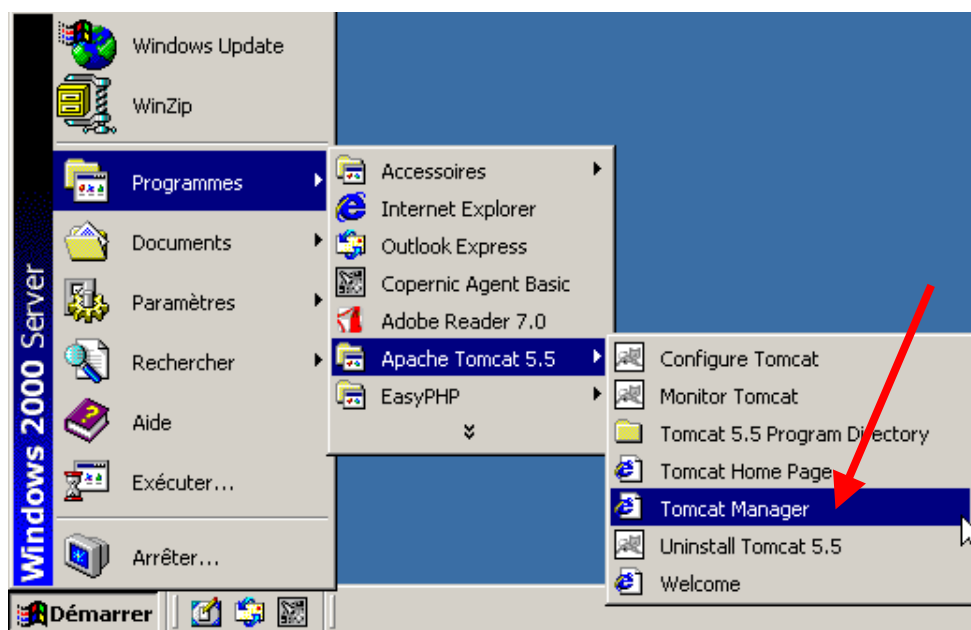 Windows 2000 Server
Windows Update
WinZip
Programmes
Documents
Paramètres
Rechercher
Aide
Exécuter...
Arrêter...
Démarrer
Accessoires
Internet Explorer
Outlook Express
Copernic Agent Basic
Adobe Reader 7.0
Apache Tomcat 5.5
EasyPHP
Configure Tomcat
Monitor Tomcat
Tomcat 5.5 Program Directory
Tomcat Home Page
Tomcat Manager
Uninstall Tomcat 5.5
Welcome